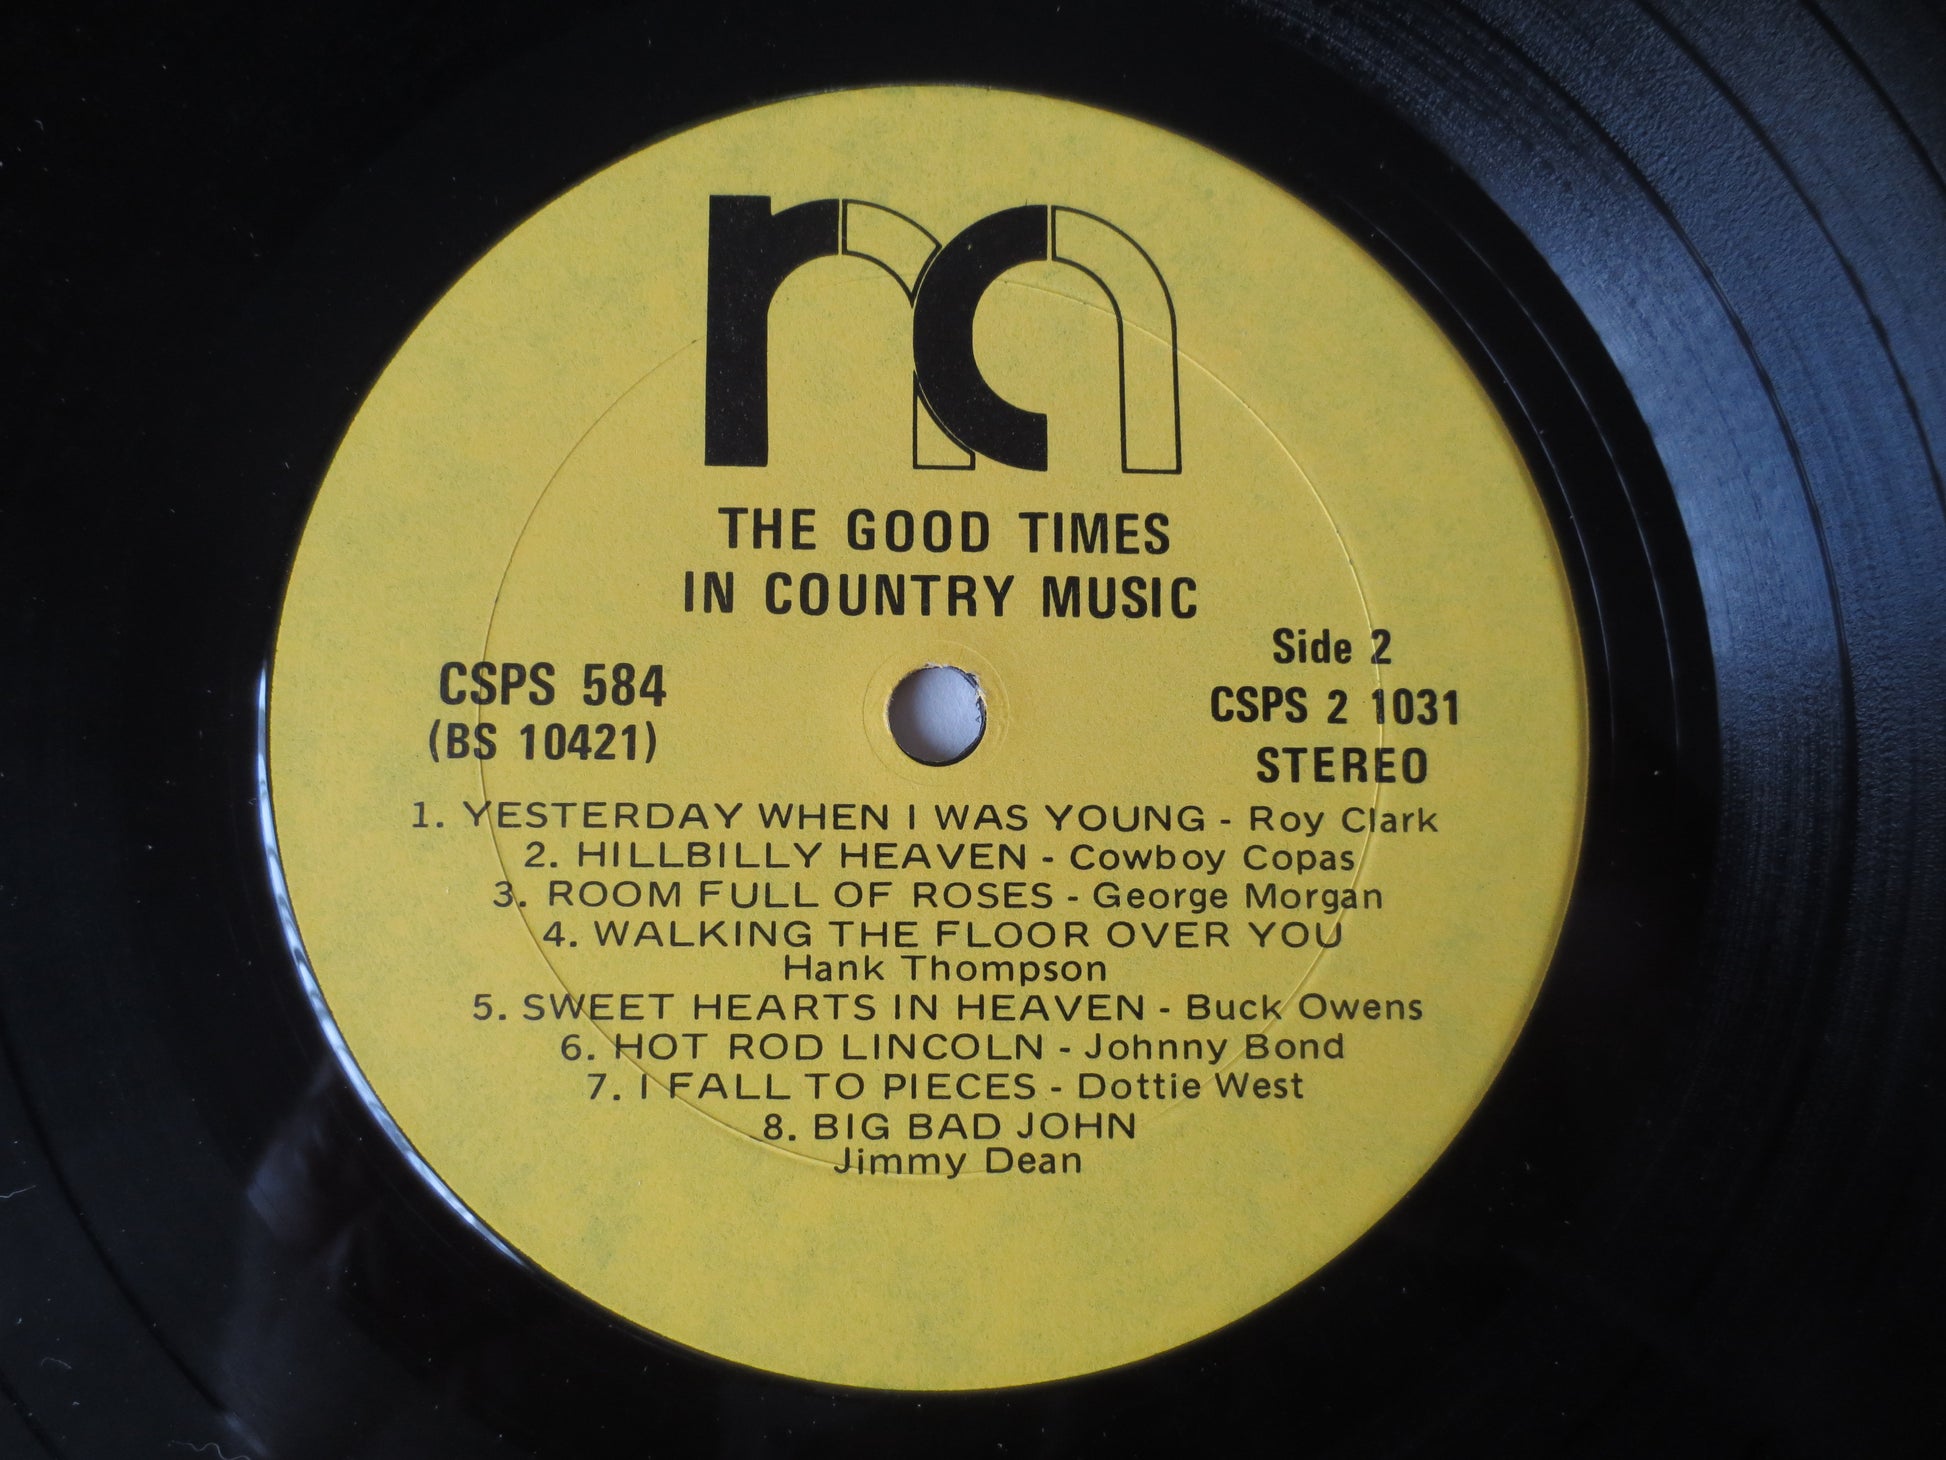 THE GOOD TIMES
IN COUNTRY MUSIC
CSPS 584
(BS 10421)
Side 2
CSPS 2 1031
STEREO
1. YESTERDAY WHEN I WAS YOUNG - Roy Clark
2. HILLBILLY HEAVEN - Cowboy Copas
3. ROOM FULL OF ROSES - George Morgan
4. WALKING THE FLOOR OVER YOU
Hank Thompson
5. SWEET HEARTS IN HEAVEN - Buck Owens
6. HOT ROD LINCOLN - Johnny Bond
7. I FALL TO PIECES - Dottie West
8. BIG BAD JOHN
Jimmy Dean